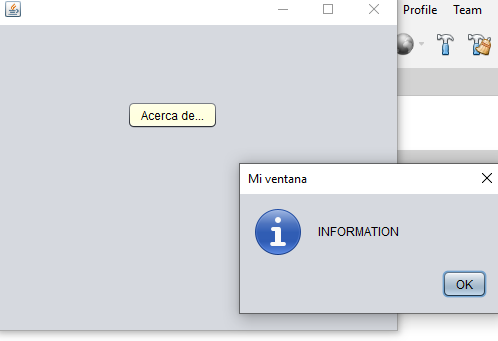 Profile Team
Acerca de...
Mi ventana
INFORMATION
OK